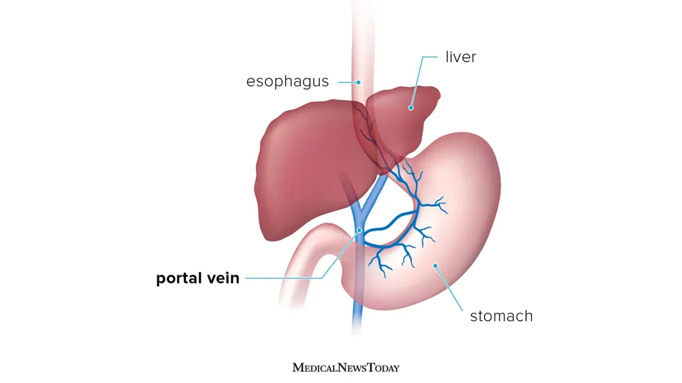 liver
esophagus
portal vein
stomach
MEDICALNEWSTODAY